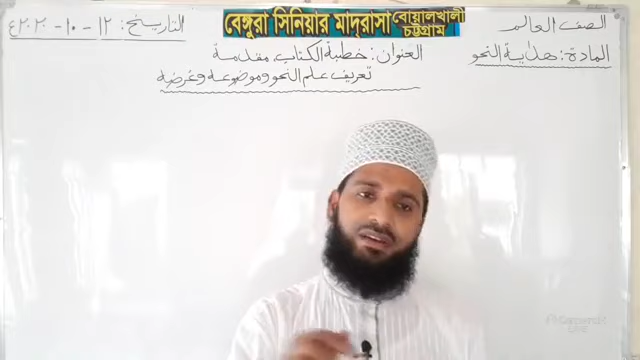 বেঙ্গুরা সিনিয়ার মাদ্রাসা বোয়ালখালী চট্টগ্রাম
الصف العالم
التاريخ: ١٢ - ١٠ - ٢٠٢٠ع
المادة: هداية النحو
العنوان: خطبة الكتاب، مقدمة
تعريف علم النحو وموضوعه وغرضه